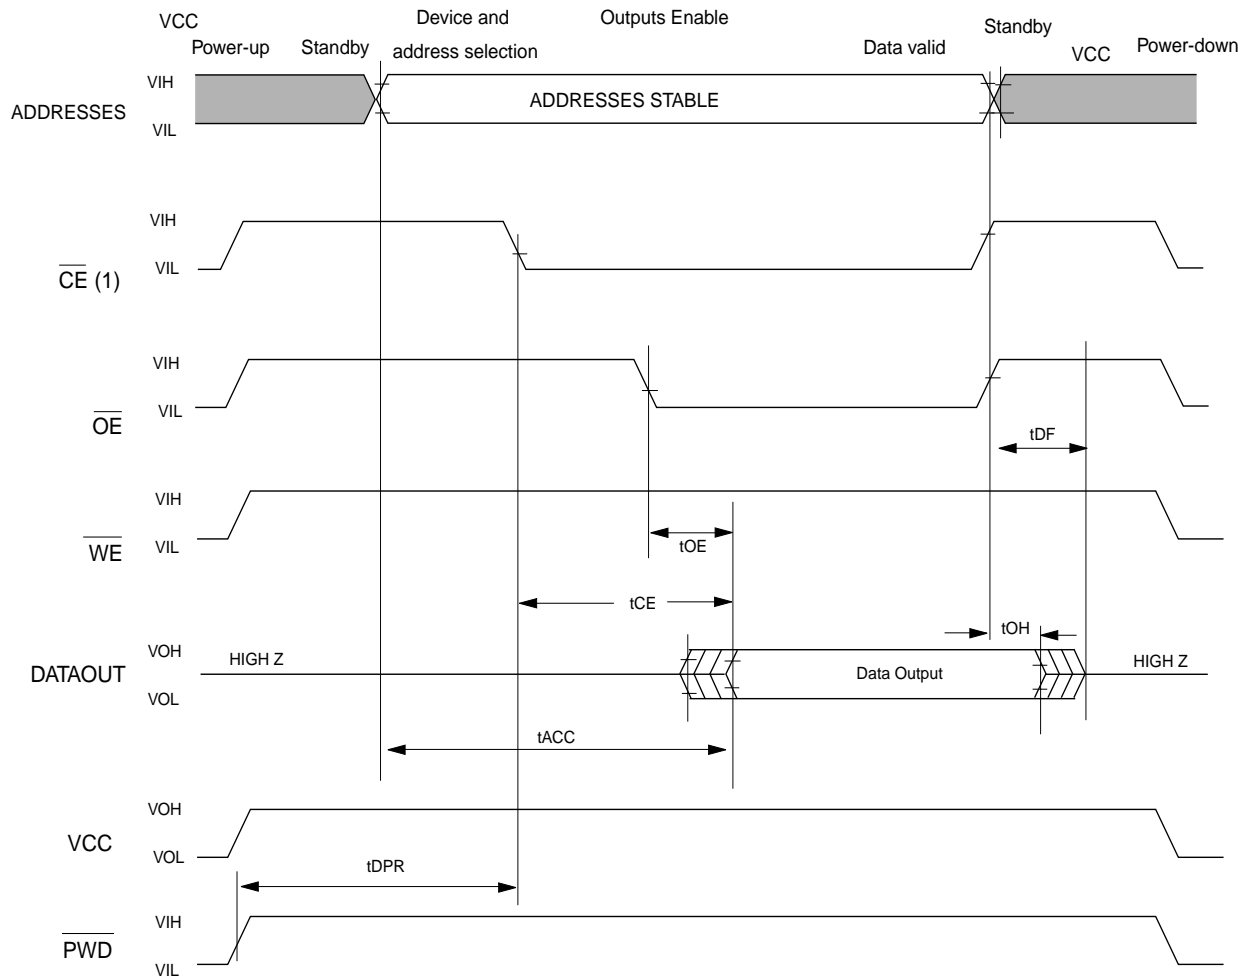 VCC
Power-up
Standby
Device and
address selection
Outputs Enable
Data valid
Standby
VCC
Power-down
ADDRESSES
VIH
VIL
ADDRESSES STABLE
CE (1)
VIH
VIL
OE
VIH
VIL
tDF
WE
VIH
VIL
tOE
tCE
tOH
DATAOUT
VOH
VOL
HIGH Z
Data Output
HIGH Z
tACC
VCC
VOH
VOL
tDPR
PWD
VIH
VIL